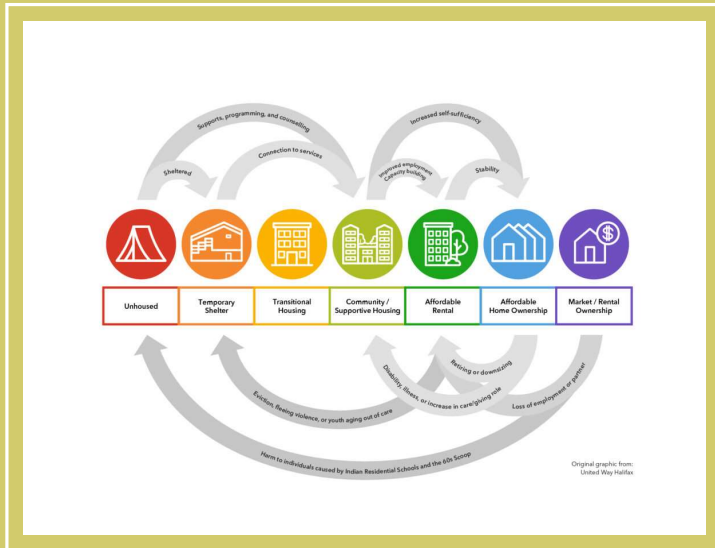 Supports, programming, and counselling
Increased self-sufficiency
Sheltered
Connection to services
Improved employment
Capacity building
Stability
$
Unhoused
Temporary
Shelter
Transitional
Housing
Community /
Supportive Housing
Affordable
Rental
Affordable
Home Ownership
Market / Rental
Ownership
Retiring or downsizing
Disability, illness, or increase in care/giving role
Loss of employment or partner
Eviction, fleeing violence, or youth aging out of care
Harm to individuals caused by Indian Residential Schools and the 60s Scoop
Original graphic from:
United Way Halifax